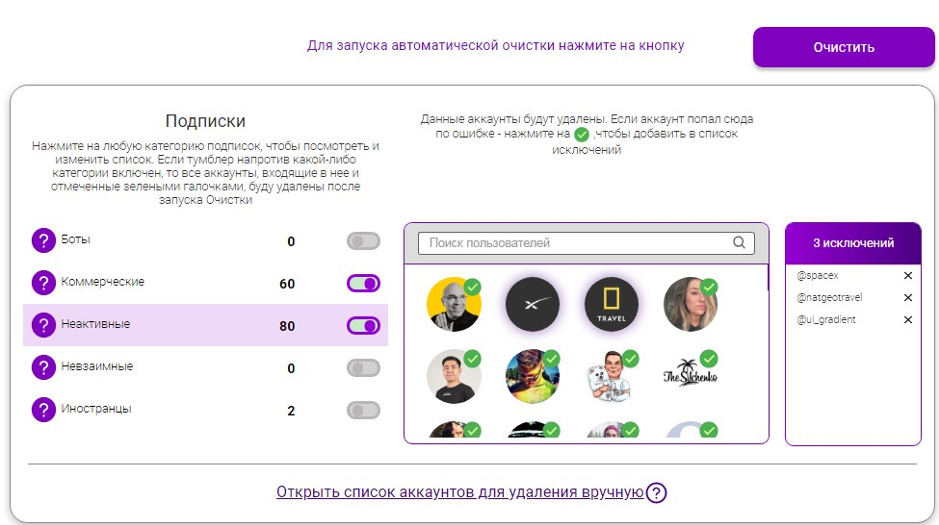 Для запуска автоматической очистки нажмите на кнопку
Очистить
Подписки
Нажмите на любую категорию подписок, чтобы посмотреть и
изменить список. Если тумблер напротив какой-либо
категории включен, то все аккаунты, входящие в нее и
отмеченные зелеными галочками, буду удалены после
запуска Очистки
Данные аккаунты будут удалены. Если аккаунт попал сюда
по ошибке - нажмите на ,чтобы добавить в список
исключений
? Боты 0
? Коммерческие 60
? Неактивные 80
? Невзаимные 0
? Иностранцы 2
Поиск пользователей
TRAVEL
The Silchenko
3 исключений
@spacex
@natgeotravel
@ui_gradient
Открыть список аккаунтов для удаления вручную ?